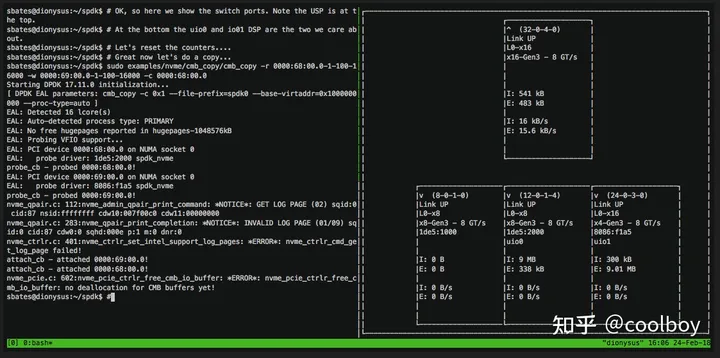 sbates@dionysus:~/spdk$ # OK, so here we show the switch ports. Note the USP is at t
he top.
sbates@dionysus:~/spdk$ # At the bottom the uio0 and io01 DSP are the two we care ab
out.
sbates@dionysus:~/spdk$ # Let's reset the counters....
sbates@dionysus:~/spdk$ # Great now let's do a copy...
sbates@dionysus:~/spdk$ sudo examples/nvme/cmb_copy/cmb_copy -r 0000:68:00.0-1-100-1
6000 -w 0000:69:00.0-1-100-16000 -c 0000:68:00.0
Starting DPDK 17.11.0 initialization...
[ DPDK EAL parameters: cmb_copy -c 0x1 --file-prefix=spdk0 --base-virtaddr=0x1000000
000 --proc-type=auto ]
EAL: Detected 16 lcore(s)
EAL: Auto-detected process type: PRIMARY
EAL: No free hugepages reported in hugepages-1048576kB
EAL: Probing VFIO support...
EAL: PCI device 0000:68:00.0 on NUMA socket 0
EAL:   probe driver: 1de5:2000 spdk_nvme
probe_cb - probed 0000:68:00.0!
EAL: PCI device 0000:69:00.0 on NUMA socket 0
EAL:   probe driver: 8086:f1a5 spdk_nvme
probe_cb - probed 0000:69:00.0!
nvme_qpair.c: 112:nvme_admin_qpair_print_command: *NOTICE*: GET LOG PAGE (02) sqid:0
 cid:87 nsid:ffffffff cdw10:007f00c0 cdw11:00000000
nvme_qpair.c: 283:nvme_qpair_print_completion: *NOTICE*: INVALID LOG PAGE (01/09) sq
id:0 cid:87 cdw0:0 sqhd:000e p:1 m:0 dnr:0
nvme_ctrlr.c: 401:nvme_ctrlr_set_intel_support_log_pages: *ERROR*: nvme_ctrlr_cmd_ge
t_log_page failed!
attach_cb - attached 0000:69:00.0!
attach_cb - attached 0000:68:00.0!
nvme_pcie.c: 602:nvme_pcie_ctrlr_free_cmb_io_buffer: *ERROR*: nvme_pcie_ctrlr_free_c
mb_io_buffer: no deallocation for CMB buffers yet!
sbates@dionysus:~/spdk$ #
^ (32-0-4-0)
Link UP
L0-x16
x16-Gen3 - 8 GT/s
I: 541 kB
E: 483 kB
I: 16 kB/s
E: 15.6 kB/s
v (8-0-1-0)
Link UP
L0-x8
x8-Gen3 - 8 GT/s
1de5:1000
I: 0 B
E: 0 B
I: 0 B/s
E: 0 B/s
v (12-0-1-4)
Link UP
L0-x8
x8-Gen3 - 8 GT/s
1de5:2000
uio0
I: 9 MB
E: 338 kB
I: 0 B/s
E: 0 B/s
v (24-0-3-0)
Link UP
L0-x16
x4-Gen3 - 8 GT/s
8086:f1a5
uio1
I: 300 kB
E: 9.01 MB
I: 0 B/s
E: 0 B/s
[0] 0:bash*
"dionysus" 16:06 24-Feb-18
知乎 @coolboy